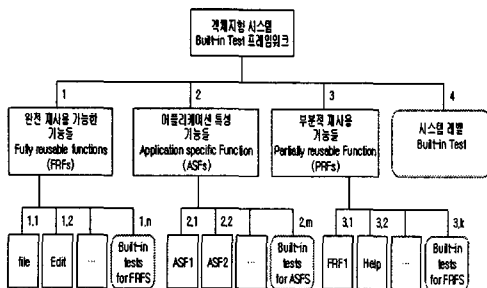 객체지향 시스템
Built-in Test 프레임워크
1
2
3
4
완전 재사용 가능한
기능들
Fully reusable functions
(FRFs)
어플리케이션 특성
기능들
Application specific Function
(ASFs)
부분적 재사용
기능들
Partially reusable Function
(PRFs)
시스템 레벨
Built-in Test
1,1
1,2
1,n
2,1
2,2
2,m
3,1
3,2
3,k
file
Edit
...
Built-in
tests
for FRFS
ASF1
ASF2
...
Built-in
tests
for ASFS
FRF1
Help
...
Built-in
tests
for FRFS